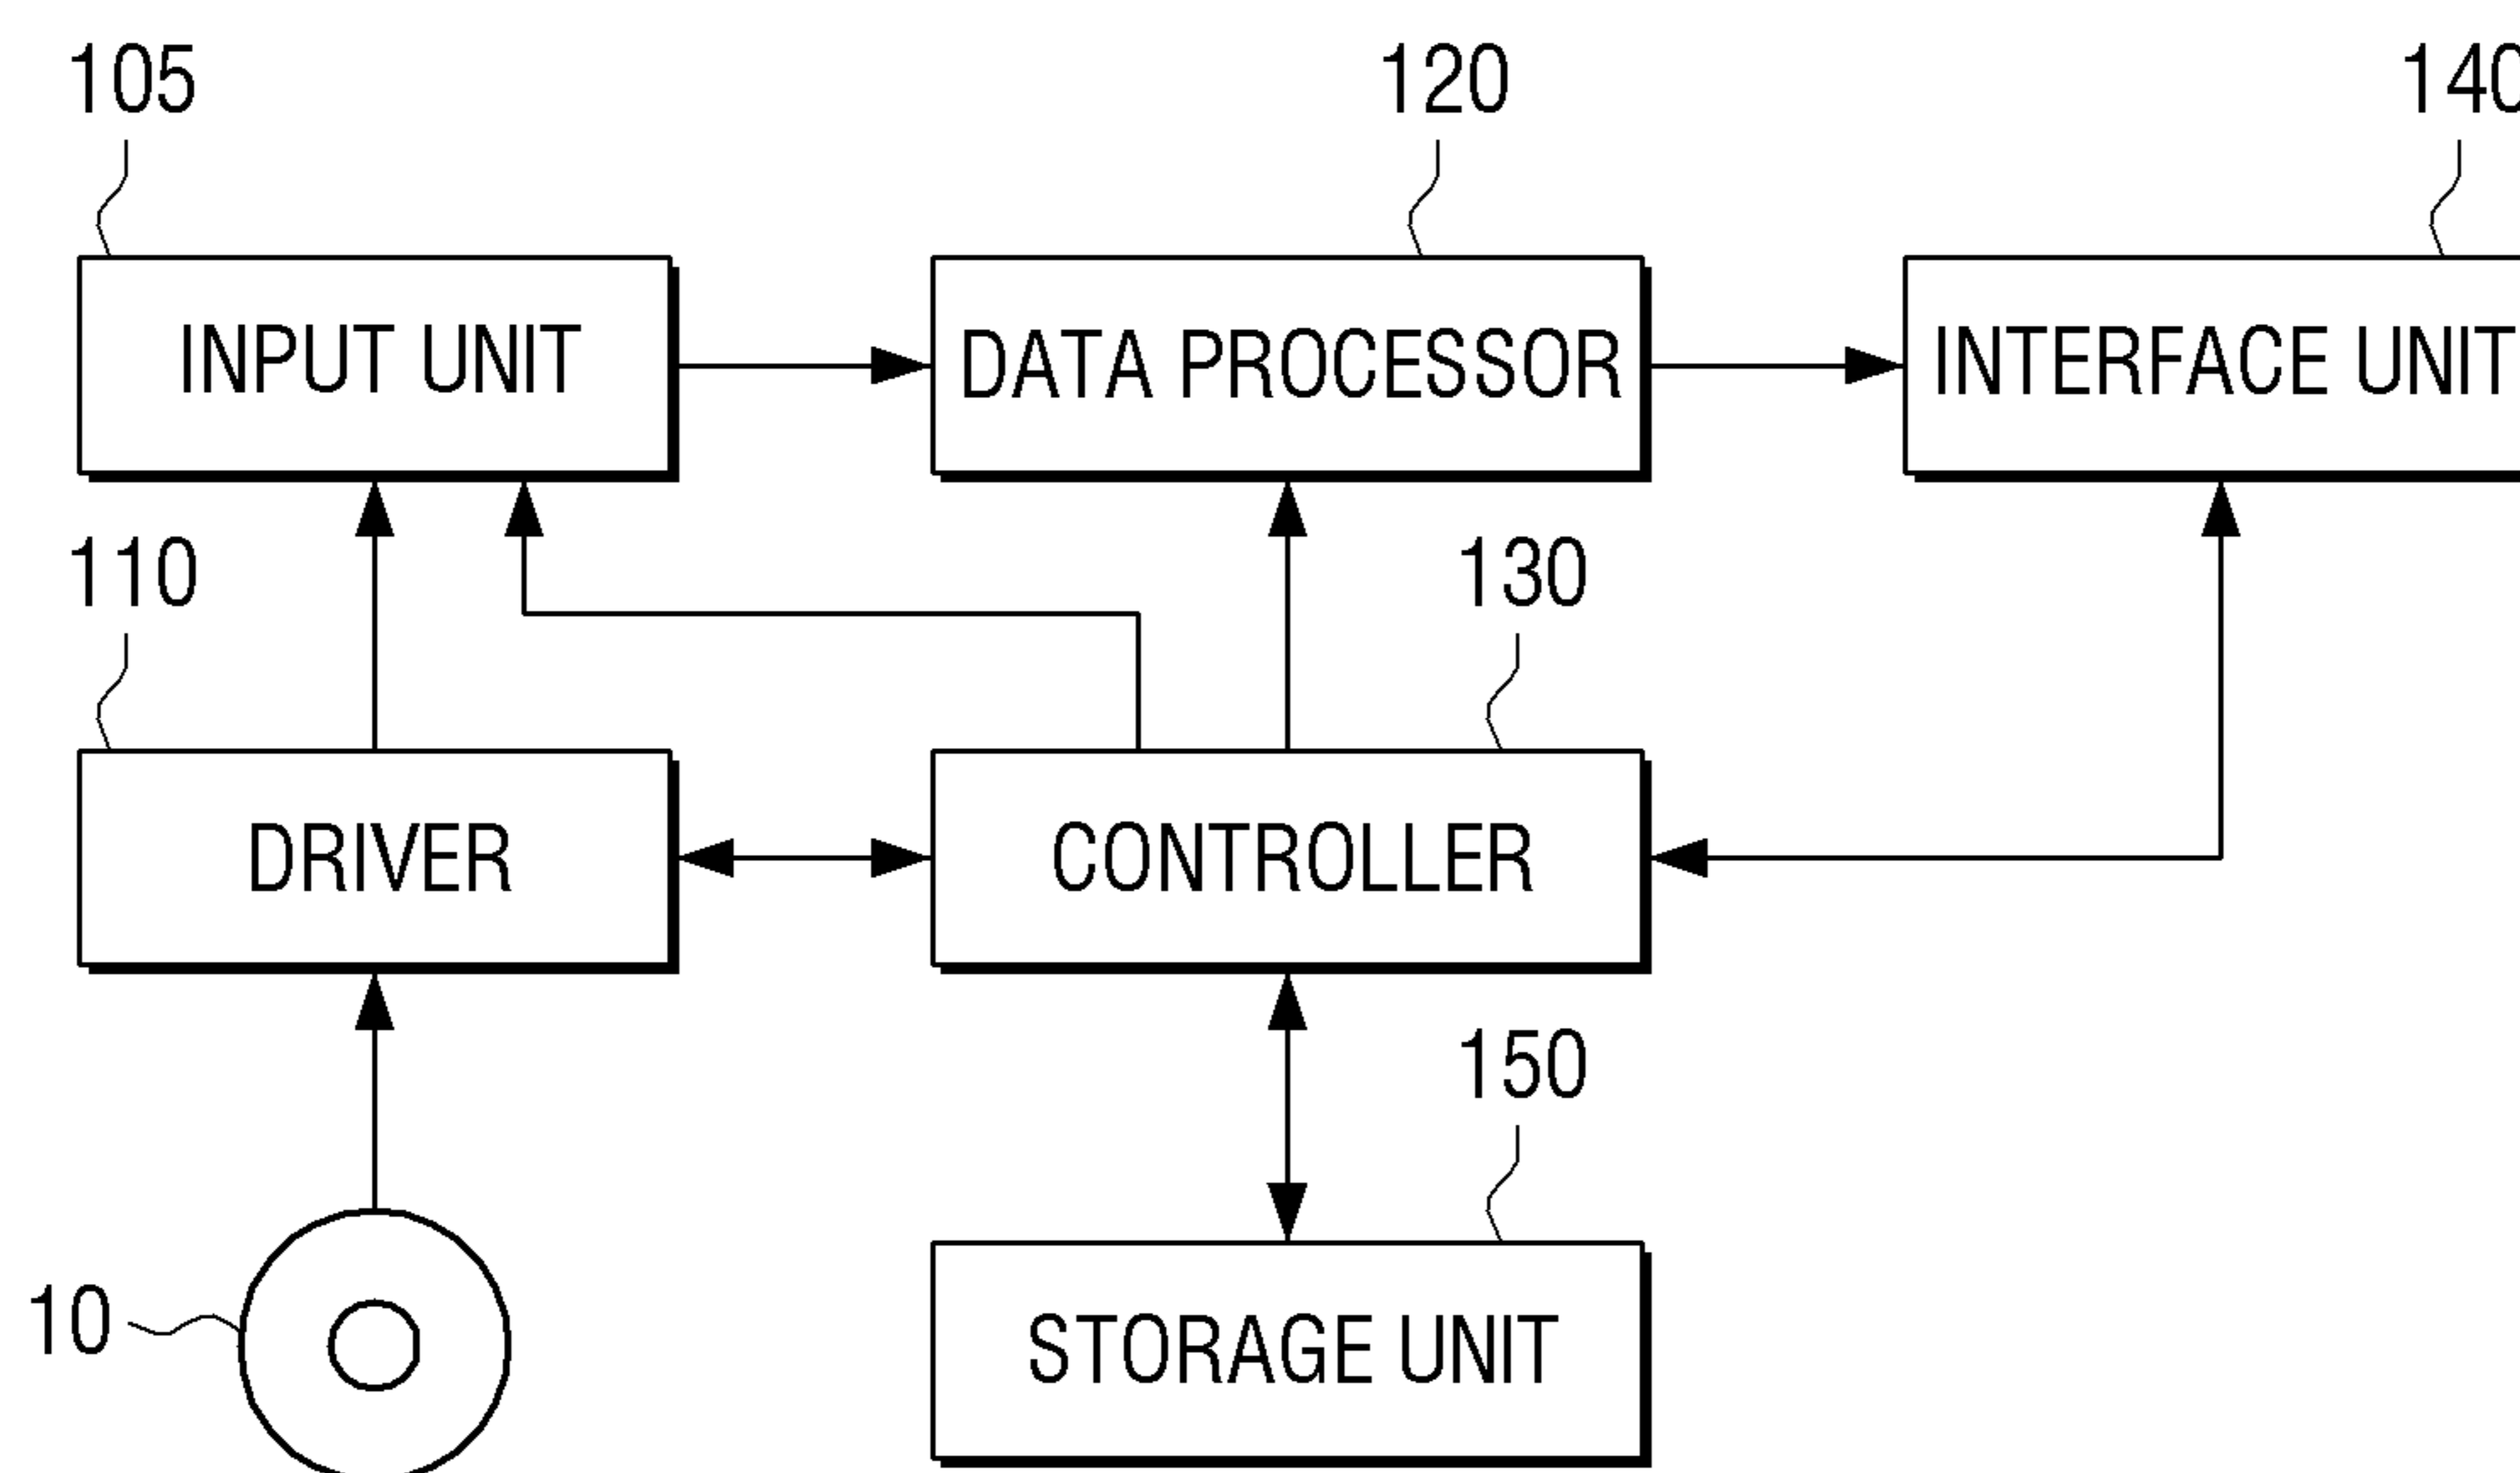 105
120
140
INPUT UNIT
DATA PROCESSOR
INTERFACE UNIT
110
130
DRIVER
CONTROLLER
150
10
STORAGE UNIT